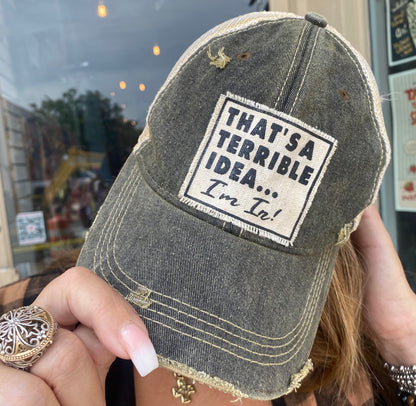 THAT'S A
TERRIBLE
IDEA...
I'm In!